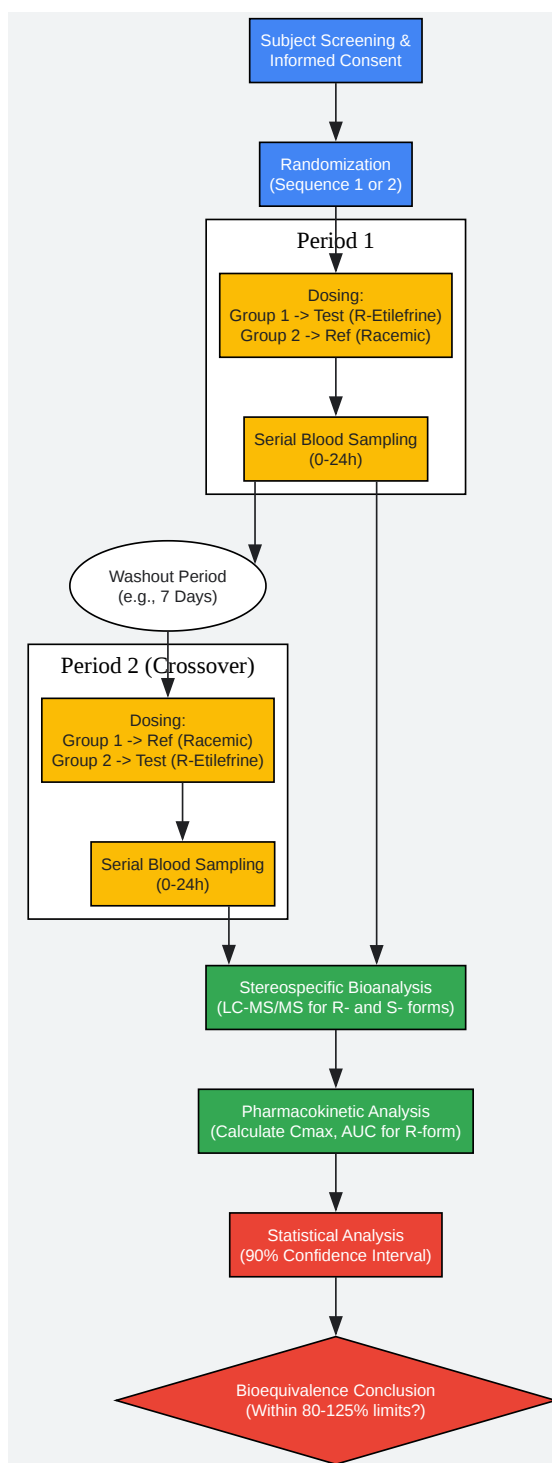 Subject Screening &
Informed Consent
Randomization
(Sequence 1 or 2)
Period 1
Dosing:
Group 1 -> Test (R-Etilefrine)
Group 2 -> Ref (Racemic)
Serial Blood Sampling
(0-24h)
Washout Period
(e.g., 7 Days)
Period 2 (Crossover)
Dosing:
Group 1 -> Ref (Racemic)
Group 2 -> Test (R-Etilefrine)
Serial Blood Sampling
(0-24h)
Stereospecific Bioanalysis
(LC-MS/MS for R- and S- forms)
Pharmacokinetic Analysis
(Calculate Cmax, AUC for R-form)
Statistical Analysis
(90% Confidence Interval)
Bioequivalence Conclusion
(Within 80-125% limits?)